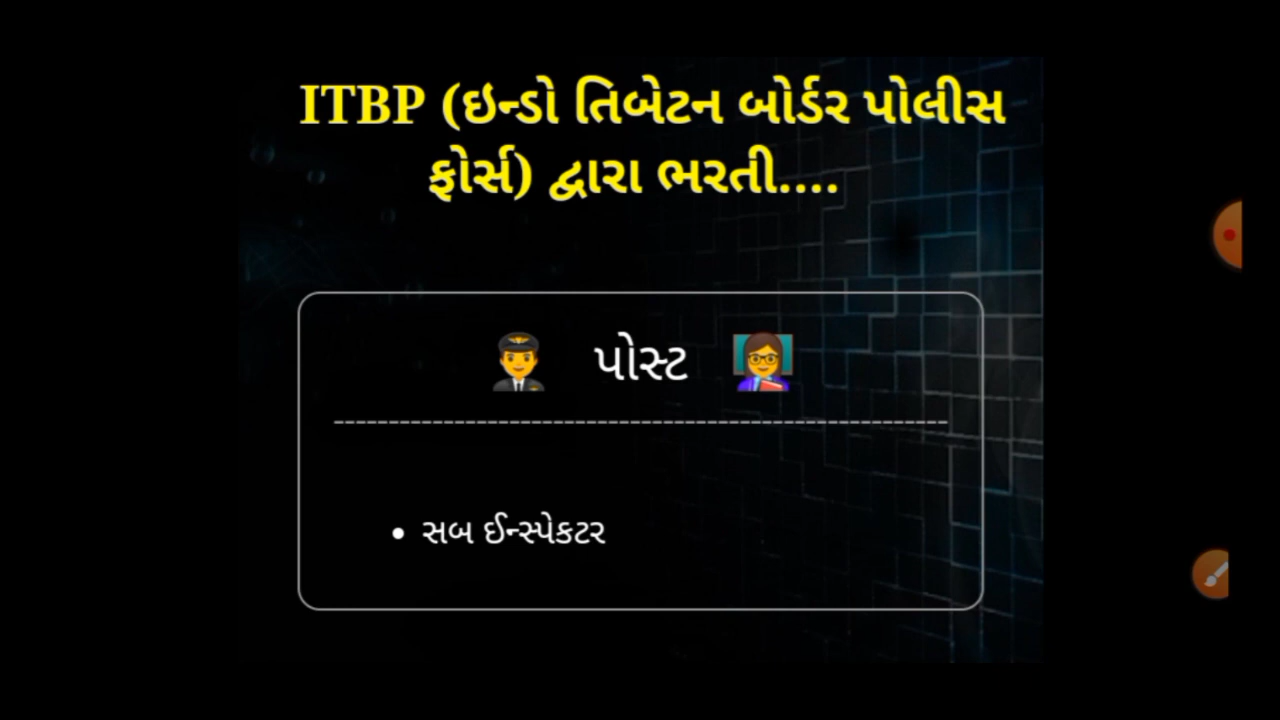 ITBP (ઇન્ડો તિબેટન બોર્ડર પોલીસ
ફોર્સ) દ્વારા ભરતી....
પોસ્ટ
--------------------------------------------------------
• સબ ઈન્સ્પેકટર